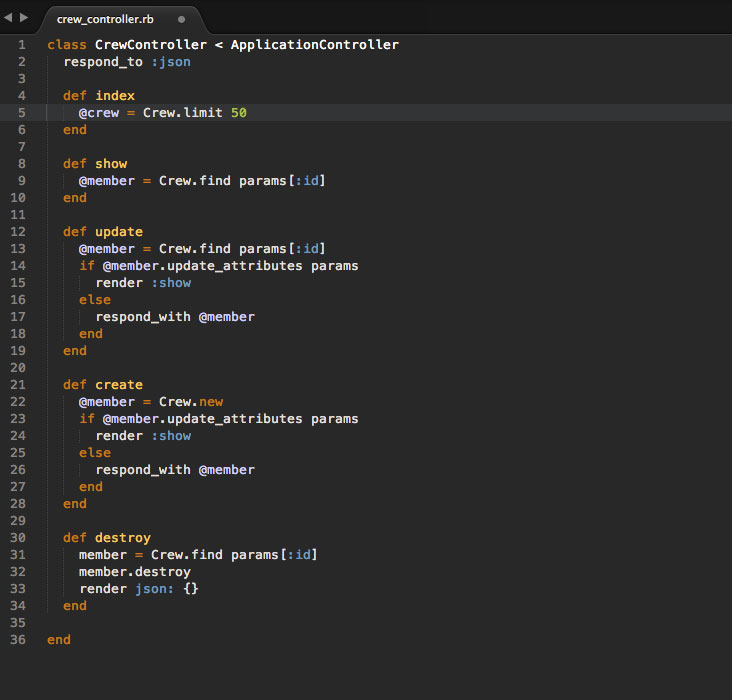 crew_controller.rb
1 class CrewController < ApplicationController
2   respond_to :json
3
4   def index
5     @crew = Crew.limit 50
6   end
7
8   def show
9     @member = Crew.find params[:id]
10   end
11
12   def update
13     @member = Crew.find params[:id]
14     if @member.update_attributes params
15       render :show
16     else
17       respond_with @member
18     end
19   end
20
21   def create
22     @member = Crew.new
23     if @member.update_attributes params
24       render :show
25     else
26       respond_with @member
27     end
28   end
29
30   def destroy
31     member = Crew.find params[:id]
32     member.destroy
33     render json: {}
34   end
35
36 end